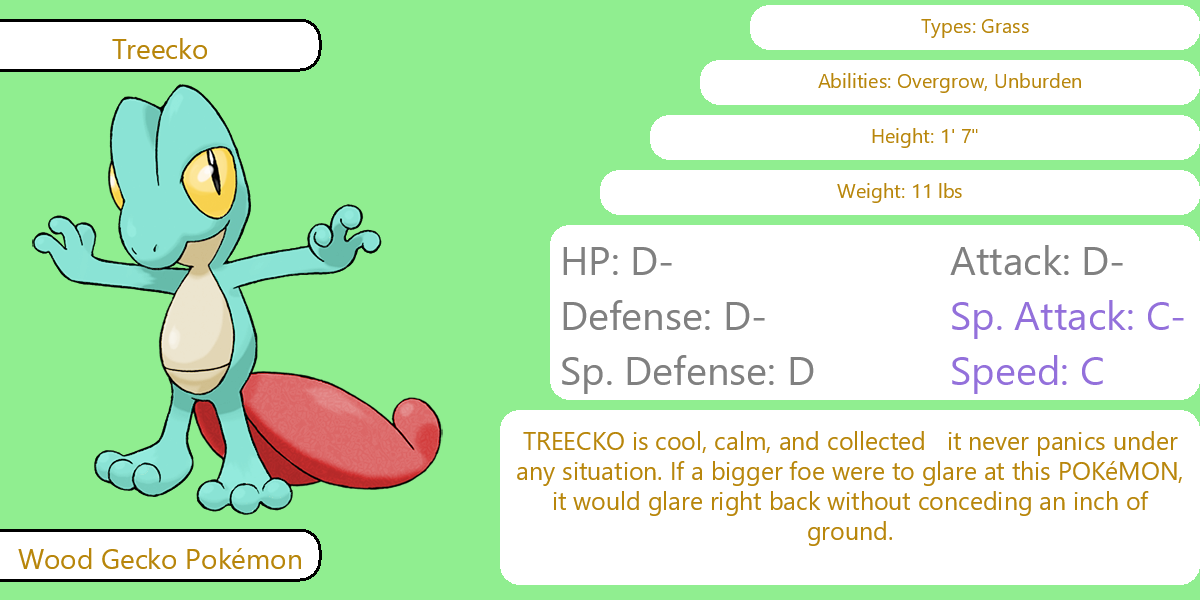 Treecko
Types: Grass
Abilities: Overgrow, Unburden
Height: 1' 7"
Weight: 11 lbs
HP: D-
Attack: D-
Defense: D-
Sp. Attack: C-
Sp. Defense: D
Speed: C
TREECKO is cool, calm, and collected   it never panics under
any situation. If a bigger foe were to glare at this POKéMON,
it would glare right back without conceding an inch of
ground.
Wood Gecko Pokémon